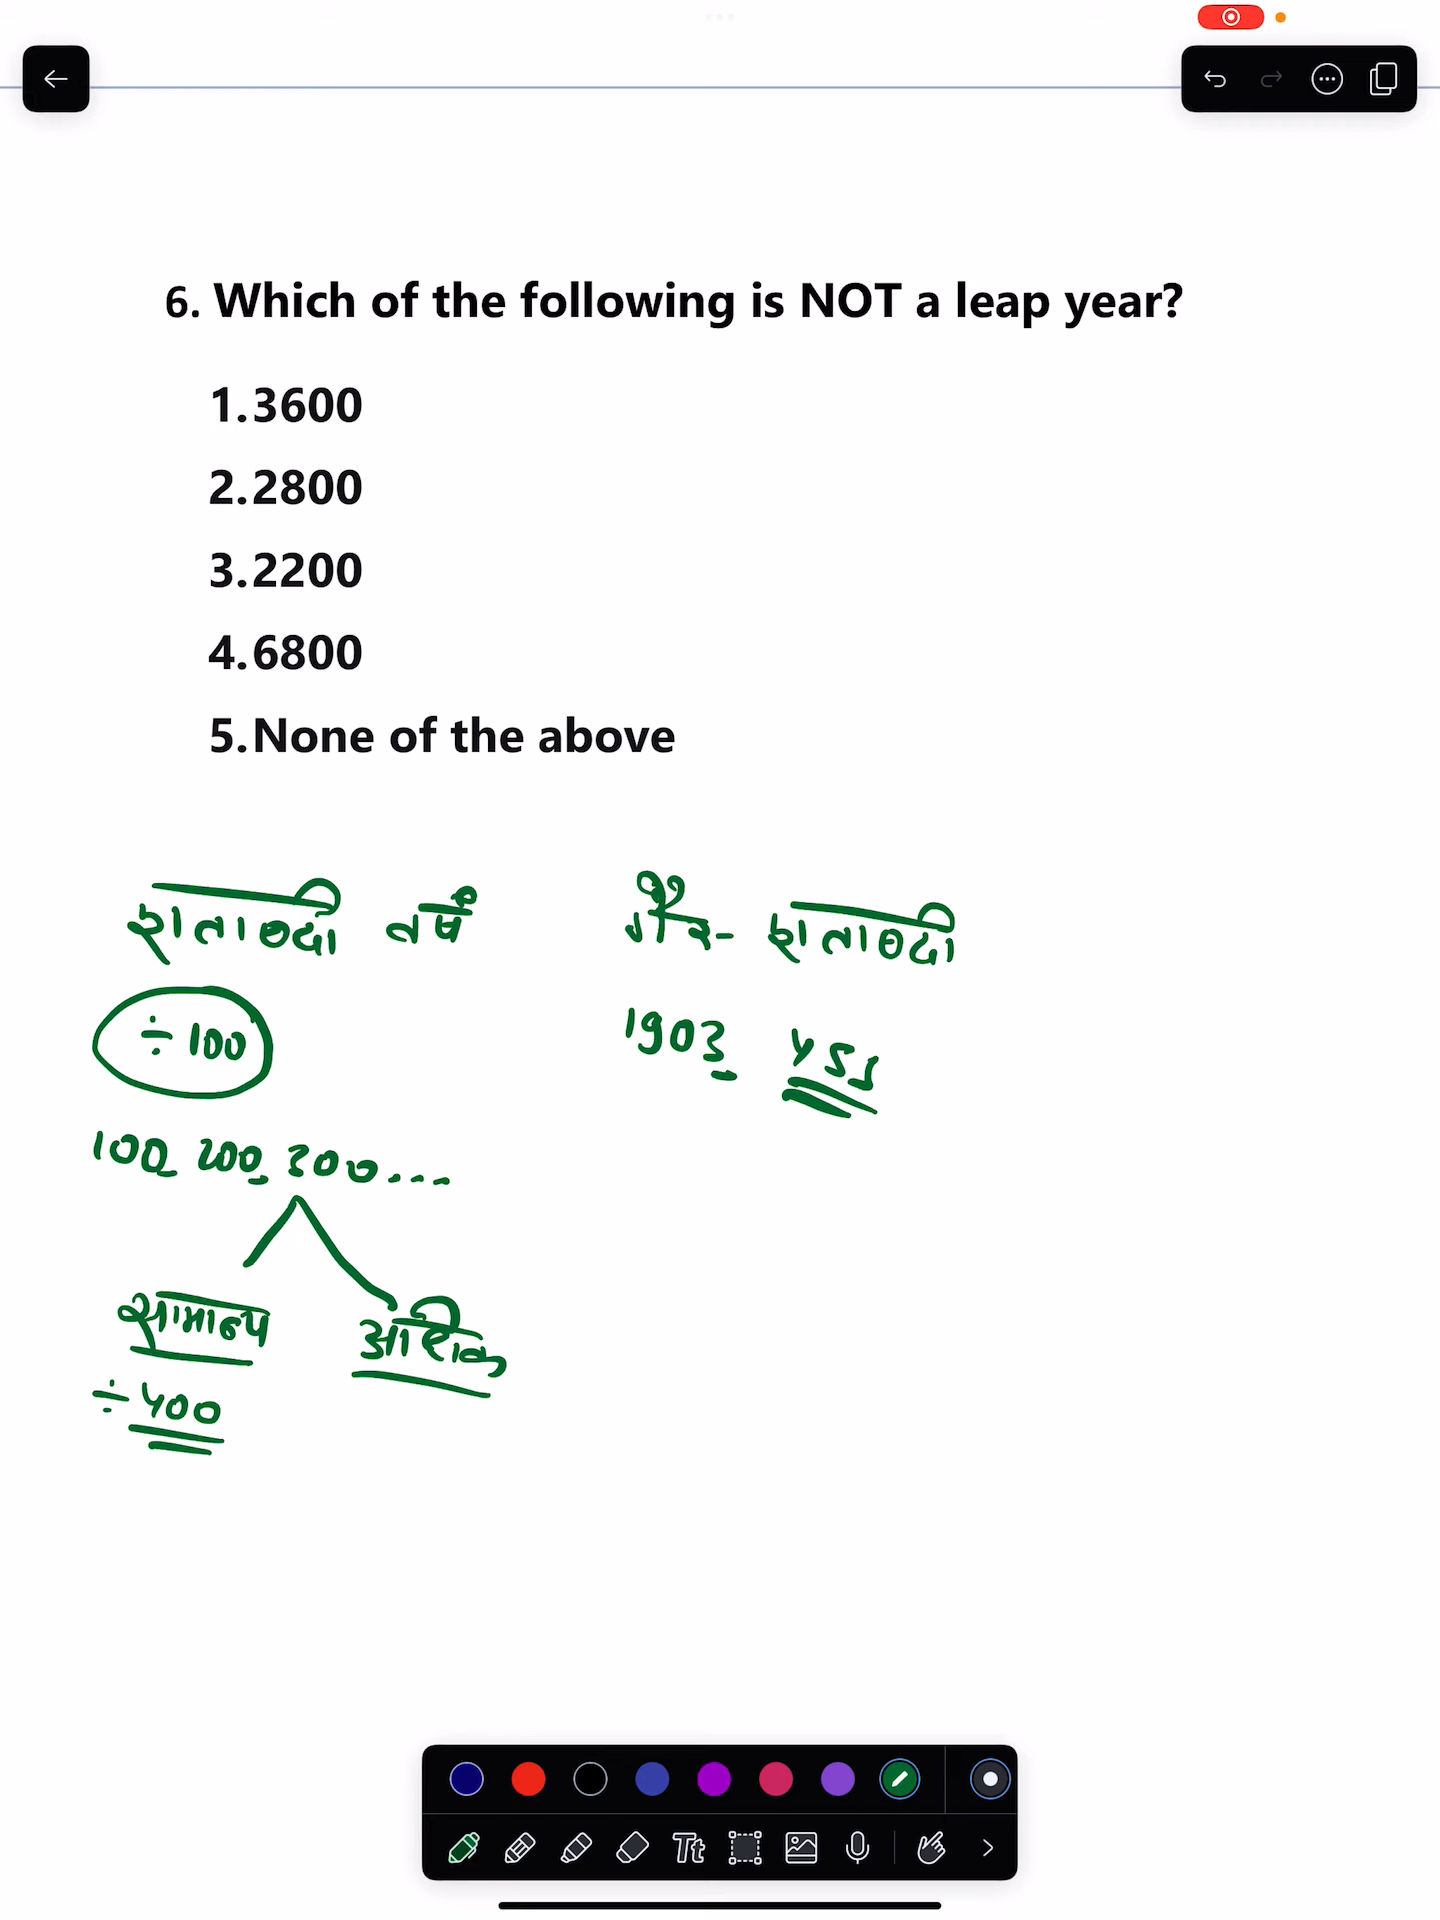 6. Which of the following is NOT a leap year?
1. 3600
2. 2800
3. 2200
4. 6800
5. None of the above
शताब्दी वर्ष गैर- शताब्दी
÷ 100 1903
100 200 300 ...
सामान्य
÷ 400
Tt